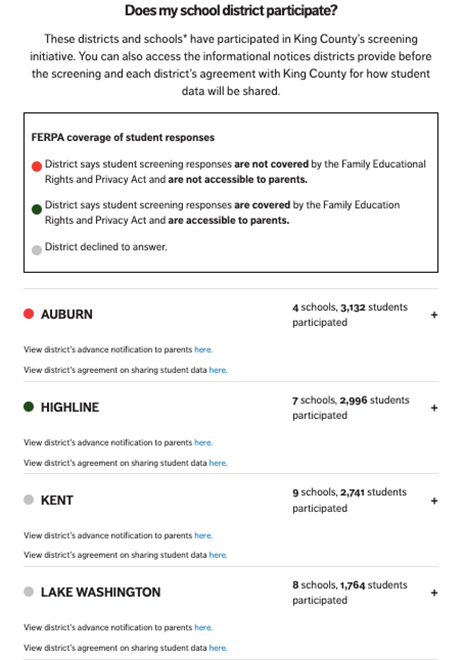 Does my school district participate?
These districts and schools* have participated in King County's screening
initiative. You can also access the informational notices districts provide before
the screening and each district's agreement with King County for how student
data will be shared.
FERPA coverage of student responses
District says student screening responses are not covered by the Family Educational
Rights and Privacy Act and are not accessible to parents.
District says student screening responses are covered by the Family Education
Rights and Privacy Act and are accessible to parents.
District declined to answer.
AUBURN
4 schools, 3,132 students
participated
+
View district's advance notification to parents here.
View district's agreement on sharing student data here.
HIGHLINE
7 schools, 2,996 students
participated
+
View district's advance notification to parents here.
View district's agreement on sharing student data here.
KENT
9 schools, 2,741 students
participated
+
View district's advance notification to parents here.
View district's agreement on sharing student data here.
LAKE WASHINGTON
8 schools, 1,764 students
participated
+
View district's advance notification to parents here.
View district's agreement on sharing student data here.